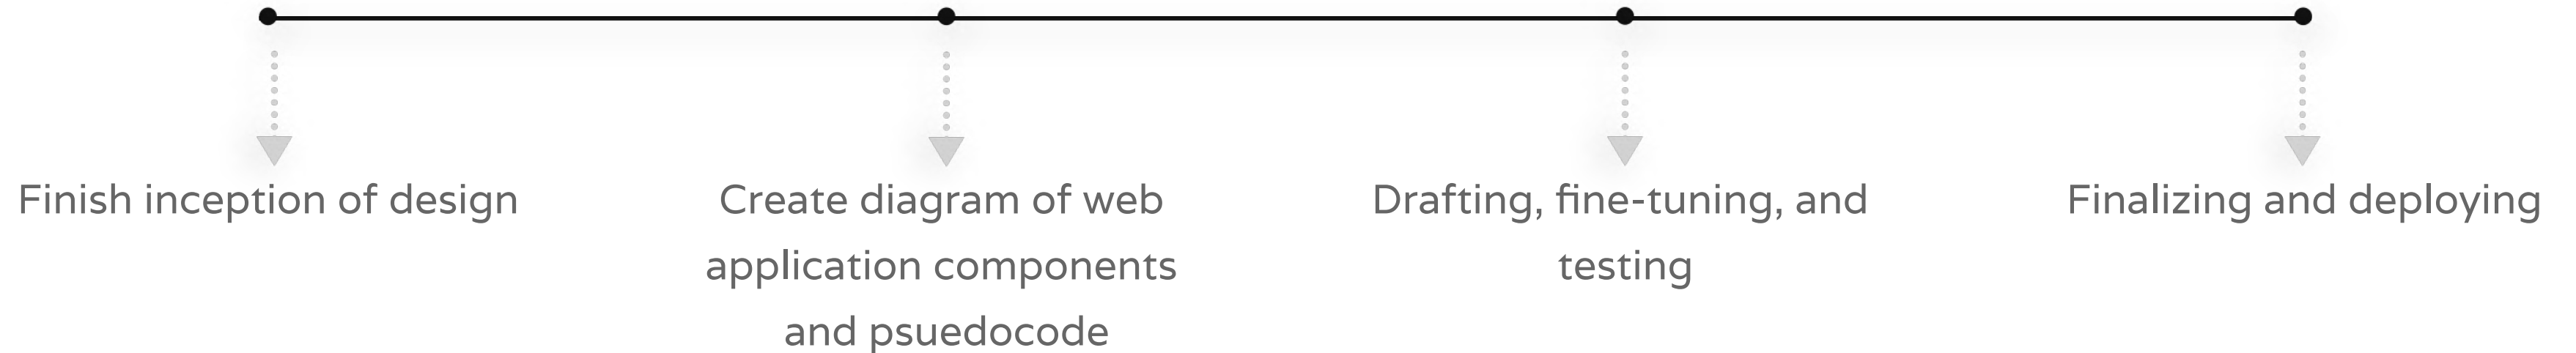 Finish inception of design
Create diagram of web
application components
and psuedocode
Drafting, fine-tuning, and
testing
Finalizing and deploying